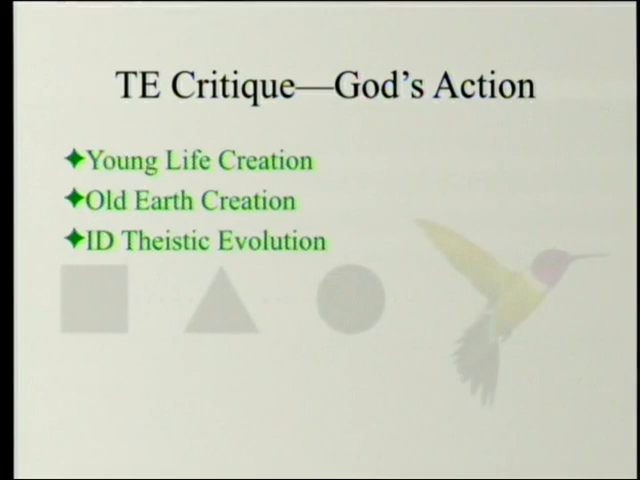 TE Critique—God's Action
Young Life Creation
Old Earth Creation
ID Theistic Evolution